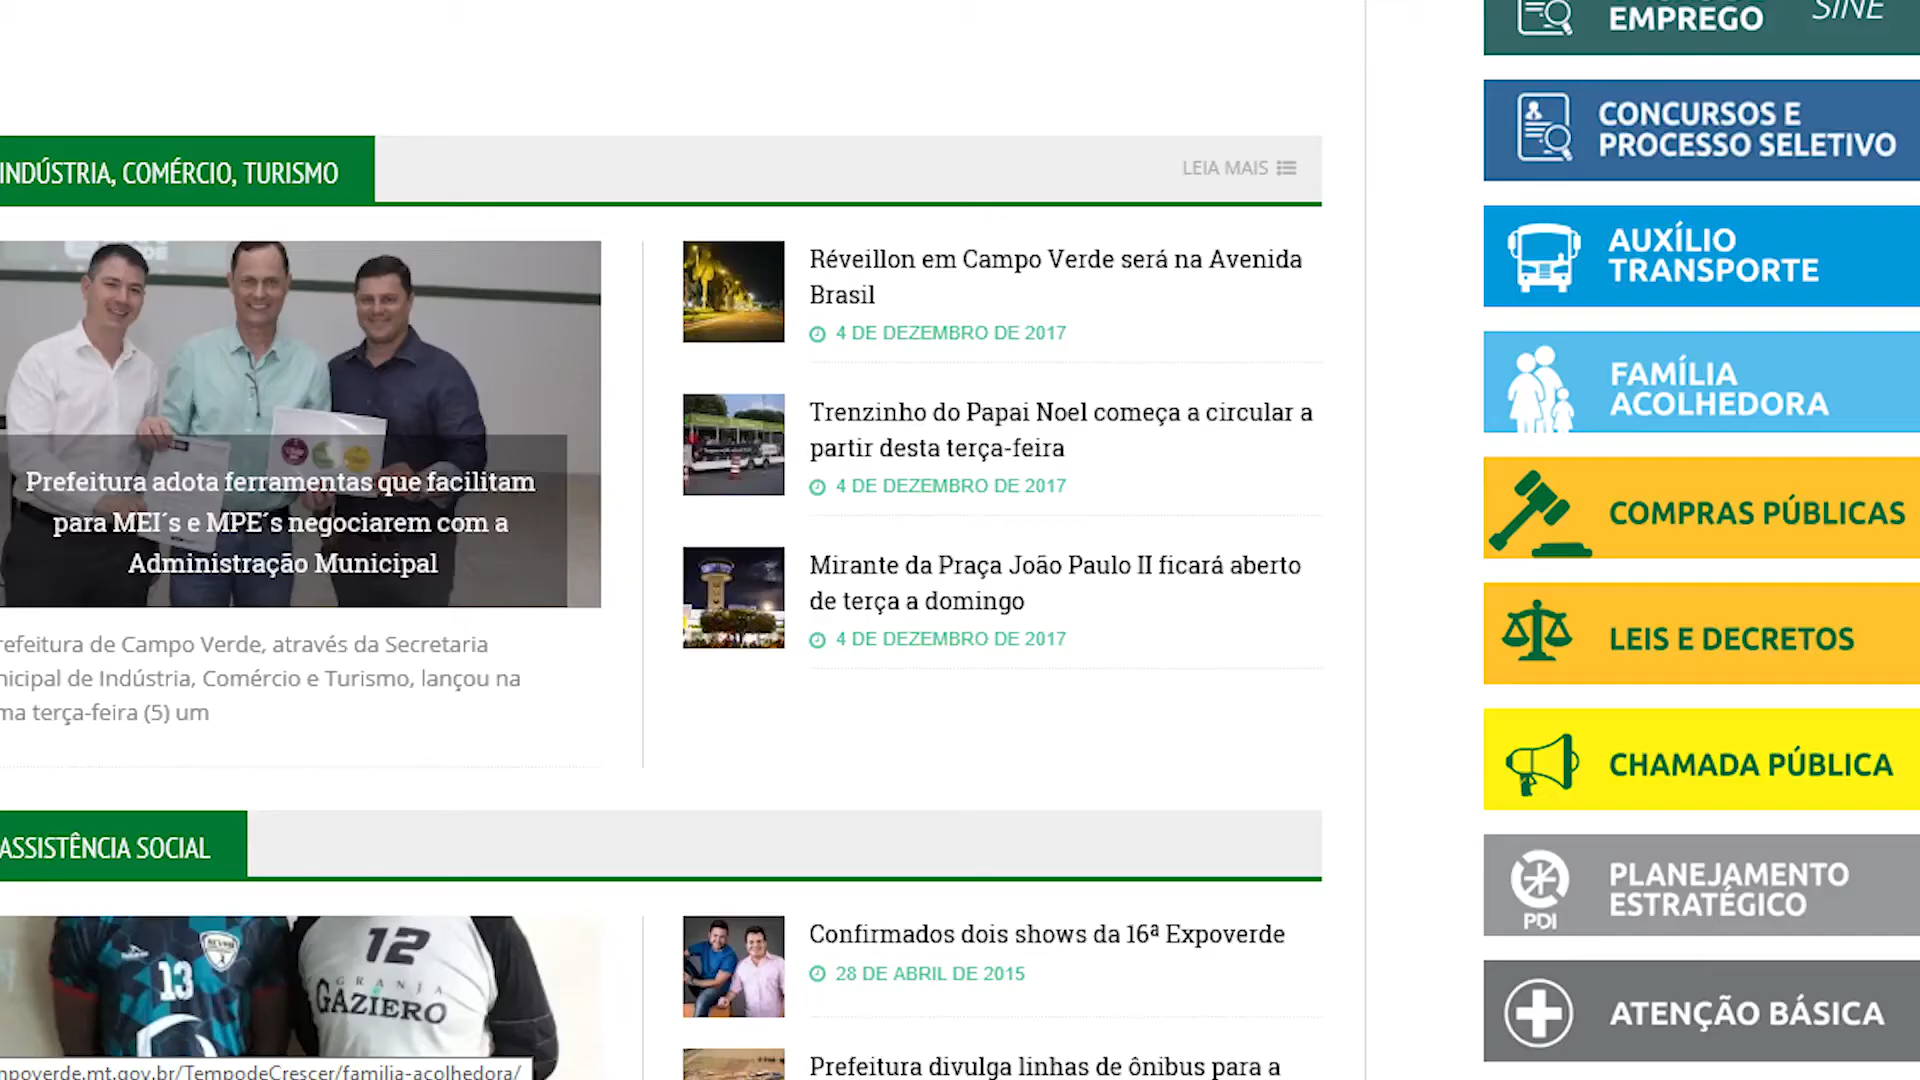 INDÚSTRIA, COMÉRCIO, TURISMO
LEIA MAIS
Prefeitura adota ferramentas que facilitam
para MEI´s e MPE´s negociarem com a
Administração Municipal
refeitura de Campo Verde, através da Secretaria
nicipal de Indústria, Comércio e Turismo, lançou na
ma terça-feira (5) um
Réveillon em Campo Verde será na Avenida
Brasil
4 DE DEZEMBRO DE 2017
Trenzinho do Papai Noel começa a circular a
partir desta terça-feira
4 DE DEZEMBRO DE 2017
Mirante da Praça João Paulo II ficará aberto
de terça a domingo
4 DE DEZEMBRO DE 2017
ASSISTÊNCIA SOCIAL
13
12
GRANJA
GAZIERO
Confirmados dois shows da 16ª Expoverde
28 DE ABRIL DE 2015
Prefeitura divulga linhas de ônibus para a
mpoverde.mt.gov.br/TempodeCrescer/familia-acolhedora/
EMPREGO
SINE
CONCURSOS E
PROCESSO SELETIVO
AUXÍLIO
TRANSPORTE
FAMÍLIA
ACOLHEDORA
COMPRAS PÚBLICAS
LEIS E DECRETOS
CHAMADA PÚBLICA
PDI
PLANEJAMENTO
ESTRATÉGICO
ATENÇÃO BÁSICA